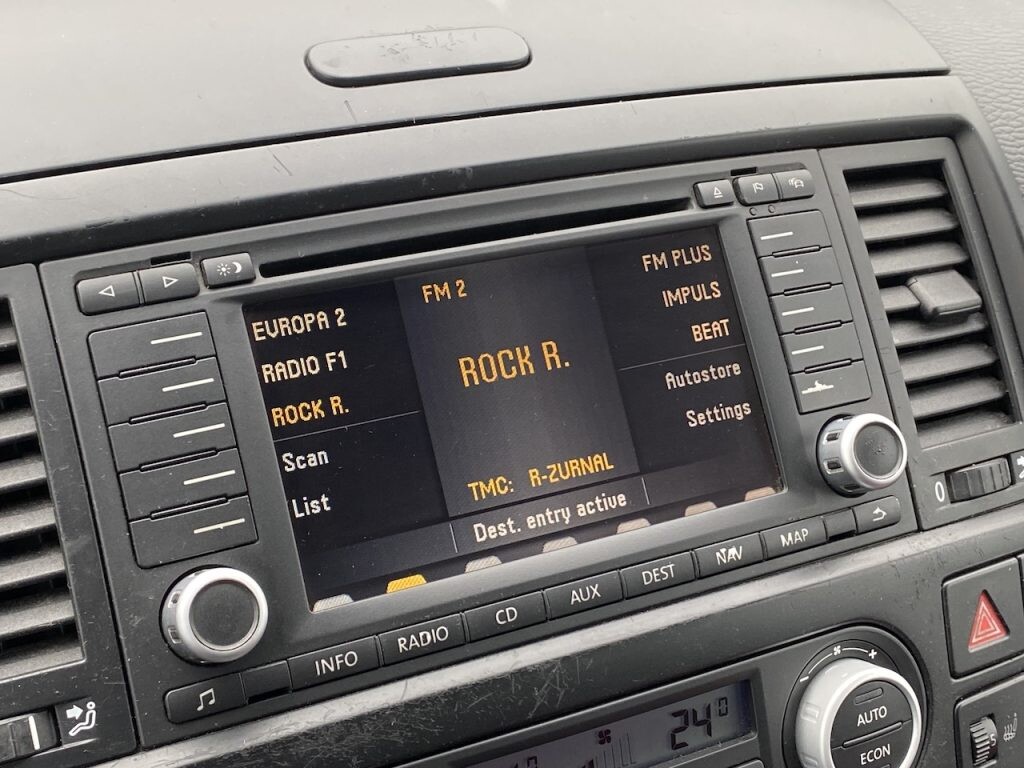 EUROPA 2
RADIO F1
ROCK R.
Scan
List
FM 2
ROCK R.
TMC: R-ZURNAL
Dest. entry active
FM PLUS
IMPULS
BEAT
Autostore
Settings
INFO
RADIO
CD
AUX
DEST
NAV
MAP
0
24°
AUTO
ECON
- +
S